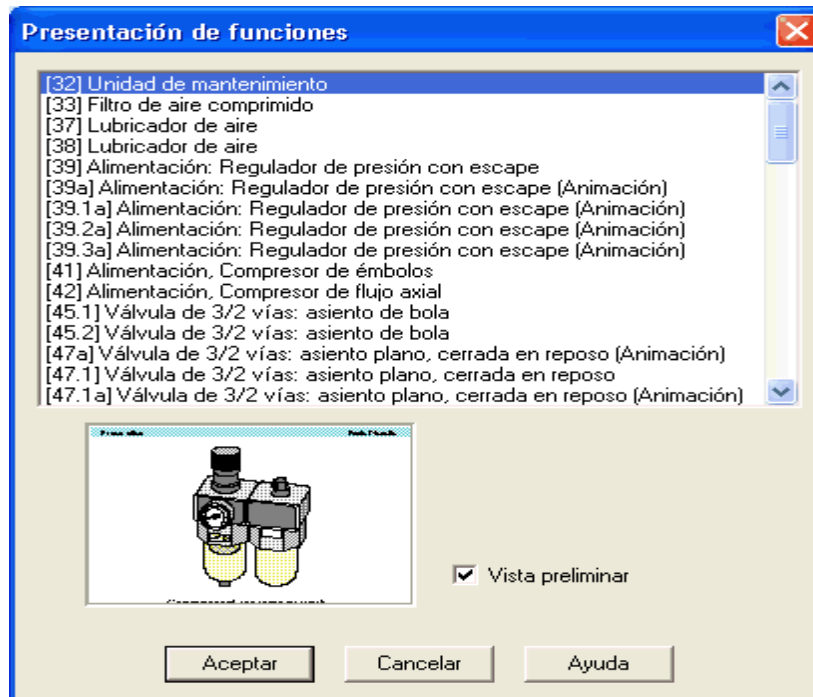 Presentación de funciones
[32] Unidad de mantenimiento
[33] Filtro de aire comprimido
[37] Lubricador de aire
[38] Lubricador de aire
[39] Alimentación: Regulador de presión con escape
[39a] Alimentación: Regulador de presión con escape (Animación)
[39.1a] Alimentación: Regulador de presión con escape (Animación)
[39.2a] Alimentación: Regulador de presión con escape (Animación)
[39.3a] Alimentación: Regulador de presión con escape (Animación)
[41] Alimentación, Compresor de émbolos
[42] Alimentación, Compresor de flujo axial
[45.1] Válvula de 3/2 vías: asiento de bola
[45.2] Válvula de 3/2 vías: asiento de bola
[47a] Válvula de 3/2 vías: asiento plano, cerrada en reposo (Animación)
[47.1] Válvula de 3/2 vías: asiento plano, cerrada en reposo
[47.1a] Válvula de 3/2 vías: asiento plano, cerrada en reposo (Animación)
Vista preliminar
Aceptar
Cancelar
Ayuda